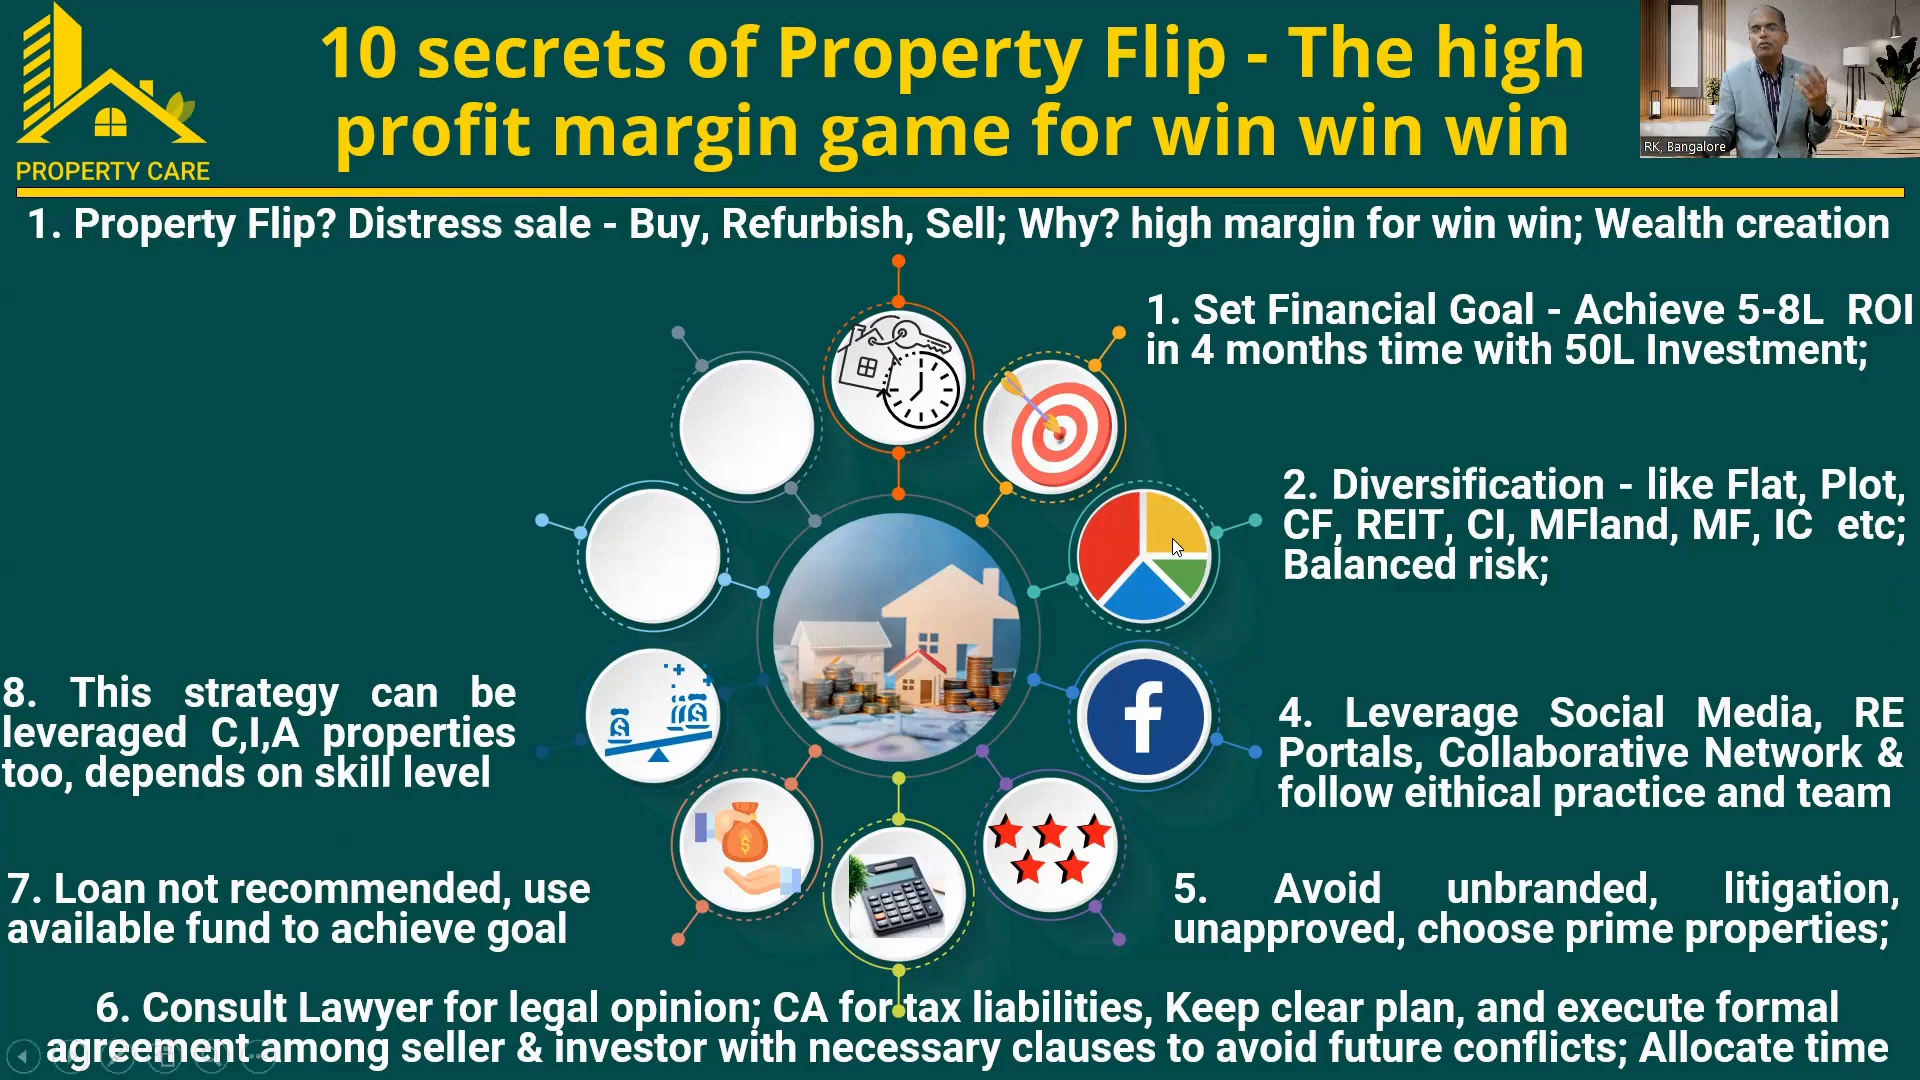 10 secrets of Property Flip - The high
profit margin game for win win win
PROPERTY CARE
RK, Bangalore
1. Property Flip? Distress sale - Buy, Refurbish, Sell; Why? high margin for win win; Wealth creation
1. Set Financial Goal - Achieve 5-8L ROI
in 4 months time with 50L Investment;
2. Diversification - like Flat, Plot,
CF, REIT, CI, MFland, MF, IC etc;
Balanced risk;
4. Leverage Social Media, RE
Portals, Collaborative Network &
follow eithical practice and team
5. Avoid unbranded, litigation,
unapproved, choose prime properties;
6. Consult Lawyer for legal opinion; CA for tax liabilities, Keep clear plan, and execute formal
agreement among seller & investor with necessary clauses to avoid future conflicts; Allocate time
7. Loan not recommended, use
available fund to achieve goal
8. This strategy can be
leveraged C,I,A properties
too, depends on skill level